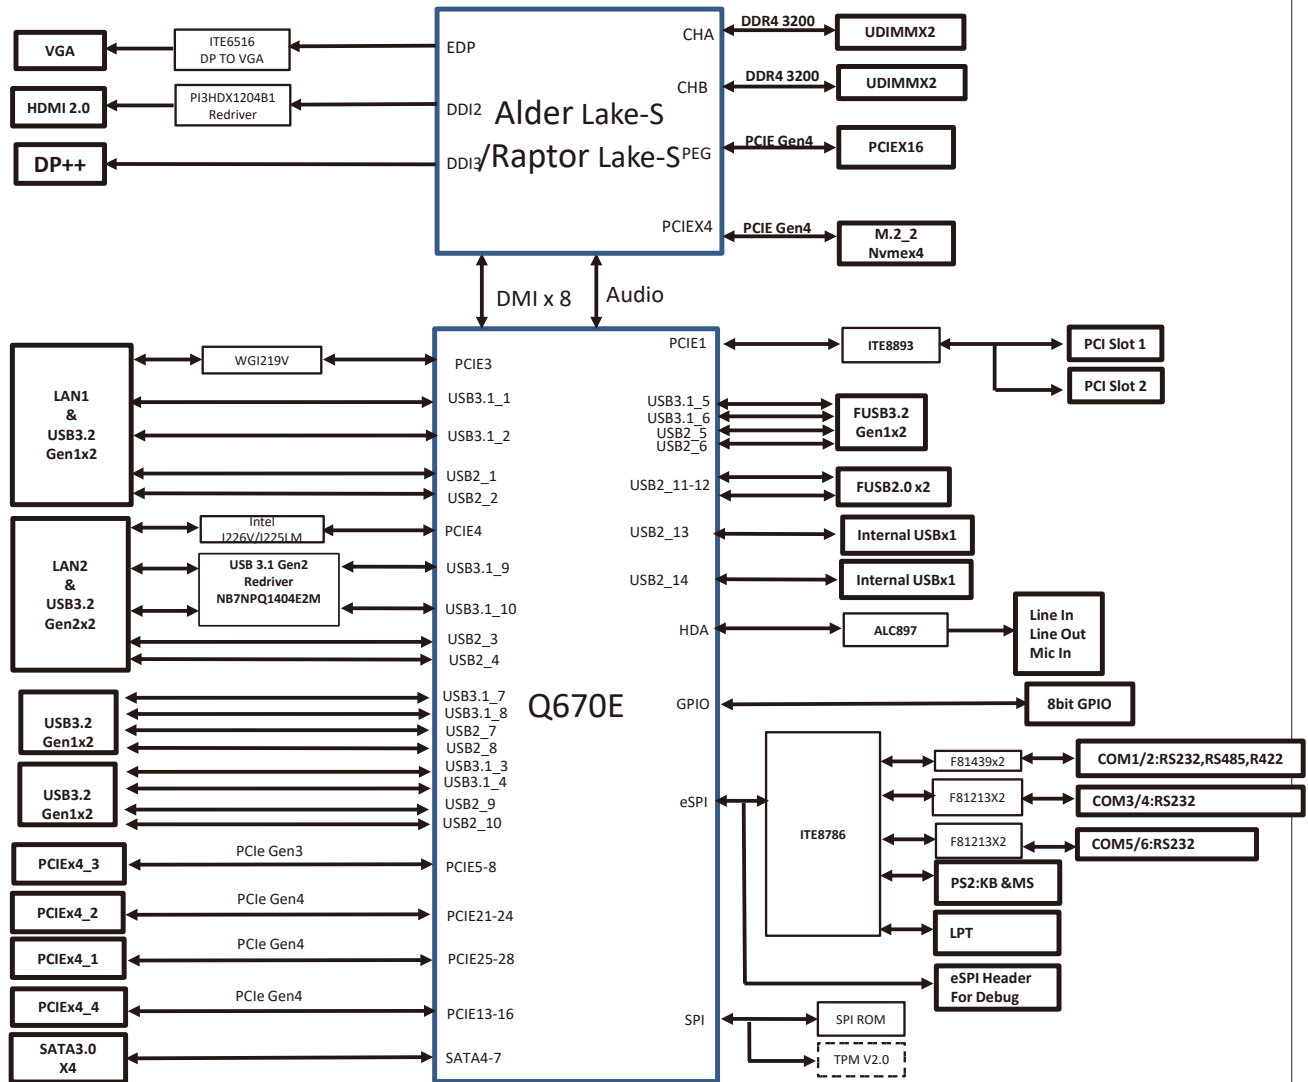 VGA
ITE6516
DP TO VGA
EDP
HDMI 2.0
PI3HDX1204B1
Redriver
DDI2
DP++
DDI3
Alder Lake-S
/Raptor Lake-S
CHA
DDR4 3200
UDIMMX2
CHB
DDR4 3200
UDIMMX2
PEG
PCIE Gen4
PCIEX16
PCIEX4
PCIE Gen4
M.2_2
Nvmex4
DMI x 8
Audio
LAN1
&
USB3.2
Gen1x2
WGI219V
PCIE3
USB3.1_1
USB3.1_2
USB2_1
USB2_2
LAN2
&
USB3.2
Gen2x2
Intel
I226V/I225LM
PCIE4
USB 3.1 Gen2
Redriver
NB7NPQ1404E2M
USB3.1_9
USB3.1_10
USB2_3
USB2_4
USB3.2
Gen1x2
USB3.1_7
USB3.1_8
USB2_7
USB2_8
USB3.2
Gen1x2
USB3.1_3
USB3.1_4
USB2_9
USB2_10
PCIEx4_3
PCIe Gen3
PCIE5-8
PCIEx4_2
PCIe Gen4
PCIE21-24
PCIEx4_1
PCIe Gen4
PCIE25-28
PCIEx4_4
PCIe Gen4
PCIE13-16
SATA3.0
X4
SATA4-7
Q670E
PCIE1
ITE8893
PCI Slot 1
PCI Slot 2
USB3.1_5
USB3.1_6
USB2_5
USB2_6
FUSB3.2
Gen1x2
USB2_11-12
FUSB2.0 x2
USB2_13
Internal USBx1
USB2_14
Internal USBx1
HDA
ALC897
Line In
Line Out
Mic In
GPIO
8bit GPIO
eSPI
ITE8786
F81439x2
COM1/2:RS232,RS485,R422
F81213X2
COM3/4:RS232
F81213X2
COM5/6:RS232
PS2:KB &MS
LPT
eSPI Header
For Debug
SPI
SPI ROM
TPM V2.0